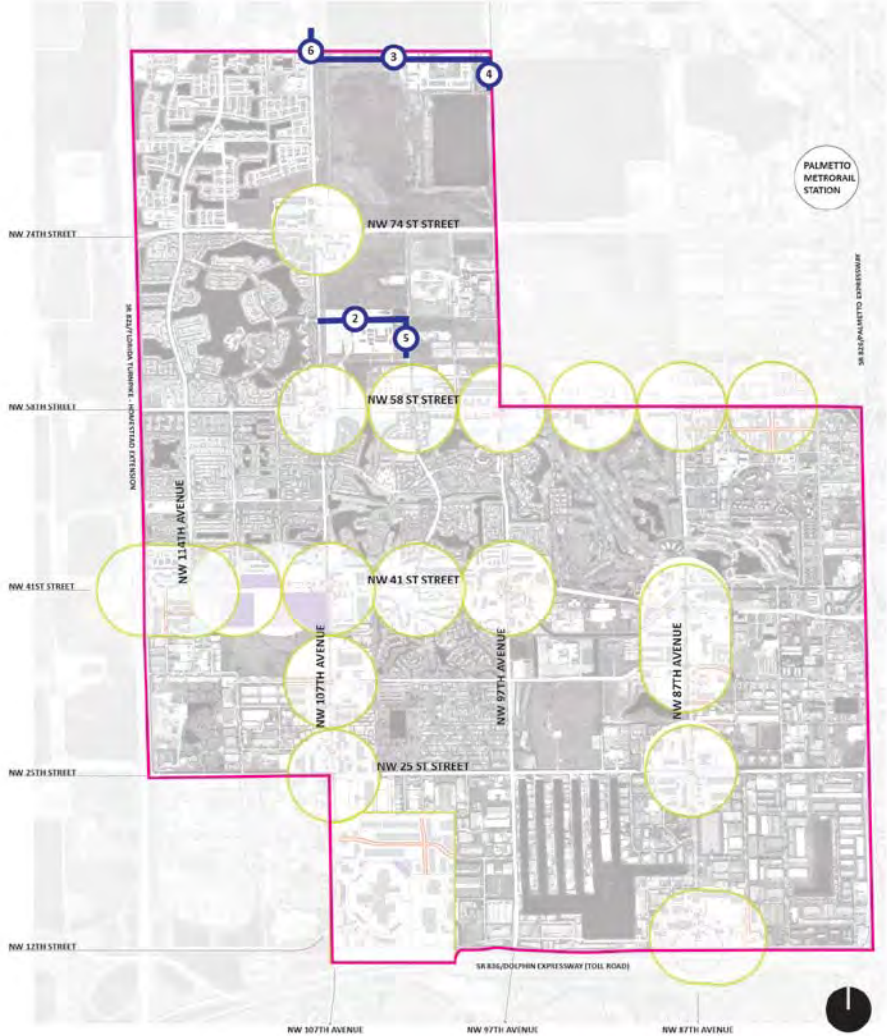 6
3
4
PALMETTO
METRORAIL
STATION
NW 74 ST STREET
NW 74TH STREET
SR 821/FLORIDA TURNPIKE - HOMESTEAD EXTENSION
SR 826/PALMETTO EXPRESSWAY
2
5
NW 58 ST STREET
NW 58TH STREET
NW 114TH AVENUE
NW 41 ST STREET
NW 41ST STREET
NW 107TH AVENUE
NW 97TH AVENUE
NW 87TH AVENUE
NW 25 ST STREET
NW 25TH STREET
NW 12TH STREET
SR 836/DOLPHIN EXPRESSWAY (TOLL ROAD)
NW 107TH AVENUE
NW 97TH AVENUE
NW 87TH AVENUE